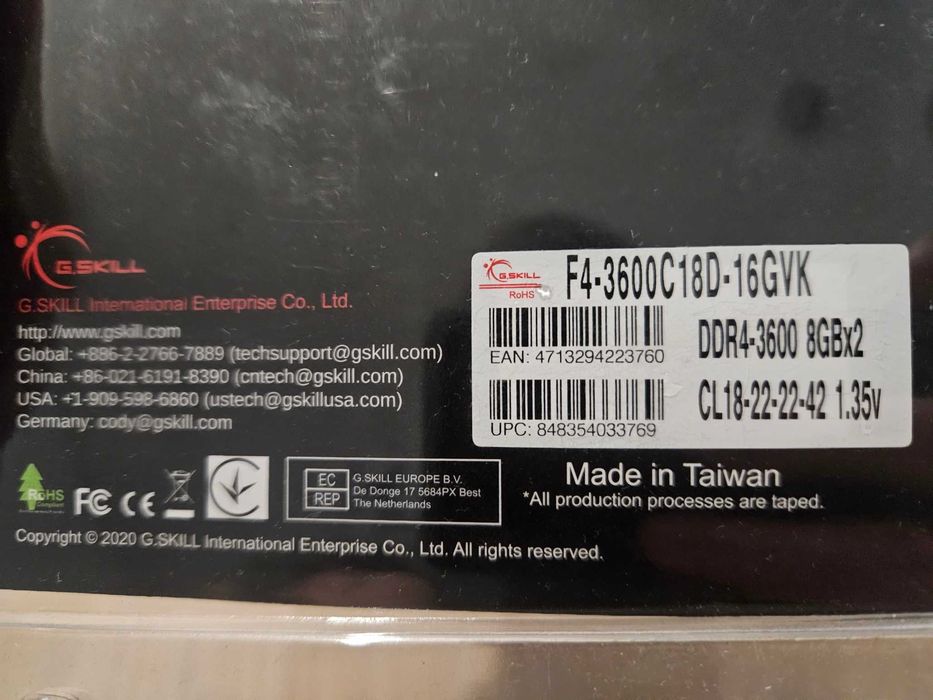 G.SKILL
G.SKILL International Enterprise Co., Ltd.
http://www.gskill.com
Global: +886-2-2766-7889 (techsupport@gskill.com)
China: +86-021-6191-8390 (cntech@gskill.com)
USA: +1-909-598-6860 (ustech@gskillusa.com)
Germany: cody@gskill.com
G.SKILL
RoHS
F4-3600C18D-16GVK
EAN: 4713294223760
DDR4-3600 8GBx2
UPC: 848354033769
CL18-22-22-42 1.35v
RoHS
Compliant
FC CE
EC
REP
G.SKILL EUROPE B.V.
De Donge 17 5684PX Best
The Netherlands
Made in Taiwan
*All production processes are taped.
Copyright © 2020 G.SKILL International Enterprise Co., Ltd. All rights reserved.